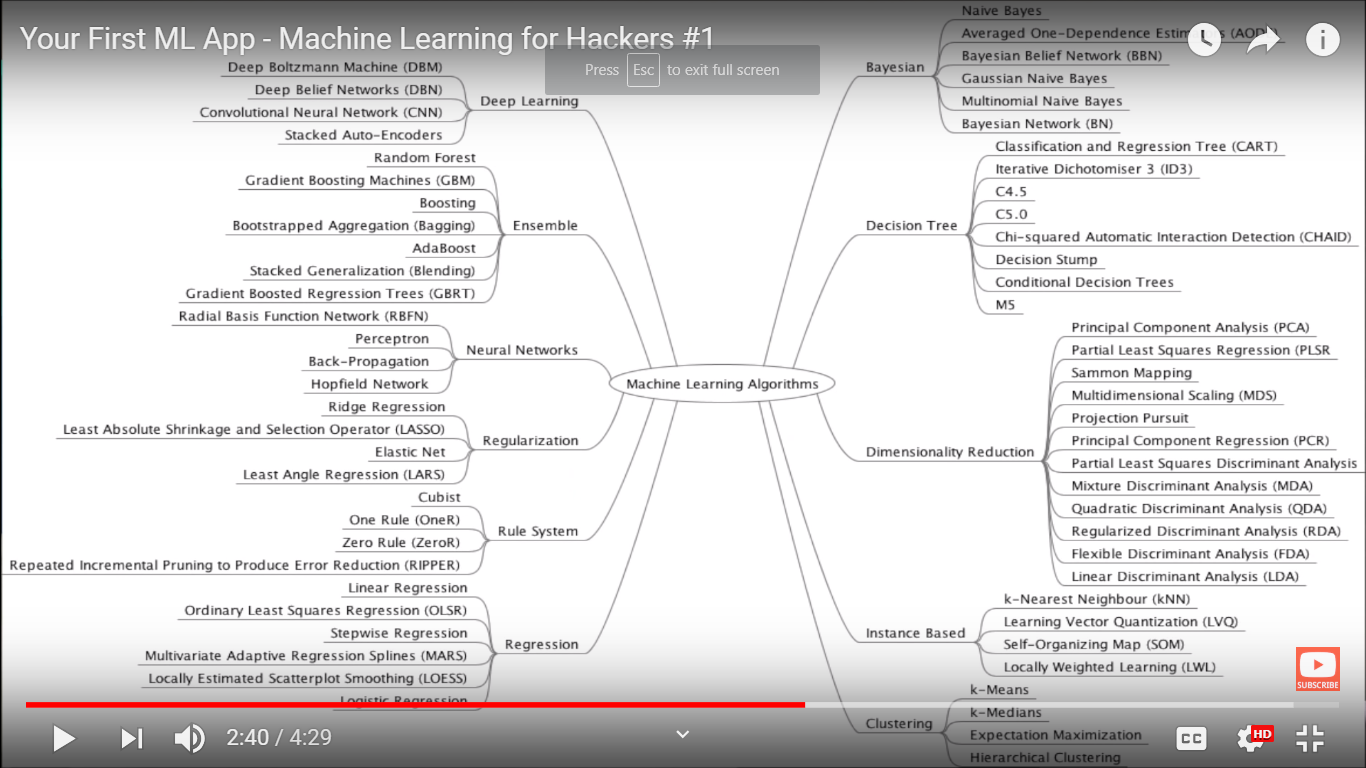 Your First ML App - Machine Learning for Hackers #1
Press Esc to exit full screen
Deep Boltzmann Machine (DBM)
Deep Belief Networks (DBN)
Convolutional Neural Network (CNN)
Stacked Auto-Encoders
Deep Learning
Random Forest
Gradient Boosting Machines (GBM)
Boosting
Bootstrapped Aggregation (Bagging)
AdaBoost
Stacked Generalization (Blending)
Gradient Boosted Regression Trees (GBRT)
Ensemble
Radial Basis Function Network (RBFN)
Perceptron
Back-Propagation
Hopfield Network
Neural Networks
Ridge Regression
Least Absolute Shrinkage and Selection Operator (LASSO)
Elastic Net
Least Angle Regression (LARS)
Regularization
Cubist
One Rule (OneR)
Zero Rule (ZeroR)
Repeated Incremental Pruning to Produce Error Reduction (RIPPER)
Rule System
Linear Regression
Ordinary Least Squares Regression (OLSR)
Stepwise Regression
Multivariate Adaptive Regression Splines (MARS)
Locally Estimated Scatterplot Smoothing (LOESS)
Logistic Regression
Regression
Machine Learning Algorithms
Bayesian
Naive Bayes
Averaged One-Dependence
Bayesian Belief Network (BBN)
Gaussian Naive Bayes
Multinomial Naive Bayes
Bayesian Network (BN)
Decision Tree
Classification and Regression Tree (CART)
Iterative Dichotomiser 3 (ID3)
C4.5
C5.0
Chi-squared Automatic Interaction Detection (CHAID)
Decision Stump
Conditional Decision Trees
M5
Dimensionality Reduction
Principal Component Analysis (PCA)
Partial Least Squares Regression (PLSR
Sammon Mapping
Multidimensional Scaling (MDS)
Projection Pursuit
Principal Component Regression (PCR)
Partial Least Squares Discriminant Analysis
Mixture Discriminant Analysis (MDA)
Quadratic Discriminant Analysis (QDA)
Regularized Discriminant Analysis (RDA)
Flexible Discriminant Analysis (FDA)
Linear Discriminant Analysis (LDA)
Instance Based
k-Nearest Neighbour (kNN)
Learning Vector Quantization (LVQ)
Self-Organizing Map (SOM)
Locally Weighted Learning (LWL)
Clustering
k-Means
k-Medians
Expectation Maximization
Hierarchical Clustering
SUBSCRIBE
2:40 / 4:29
CC
HD